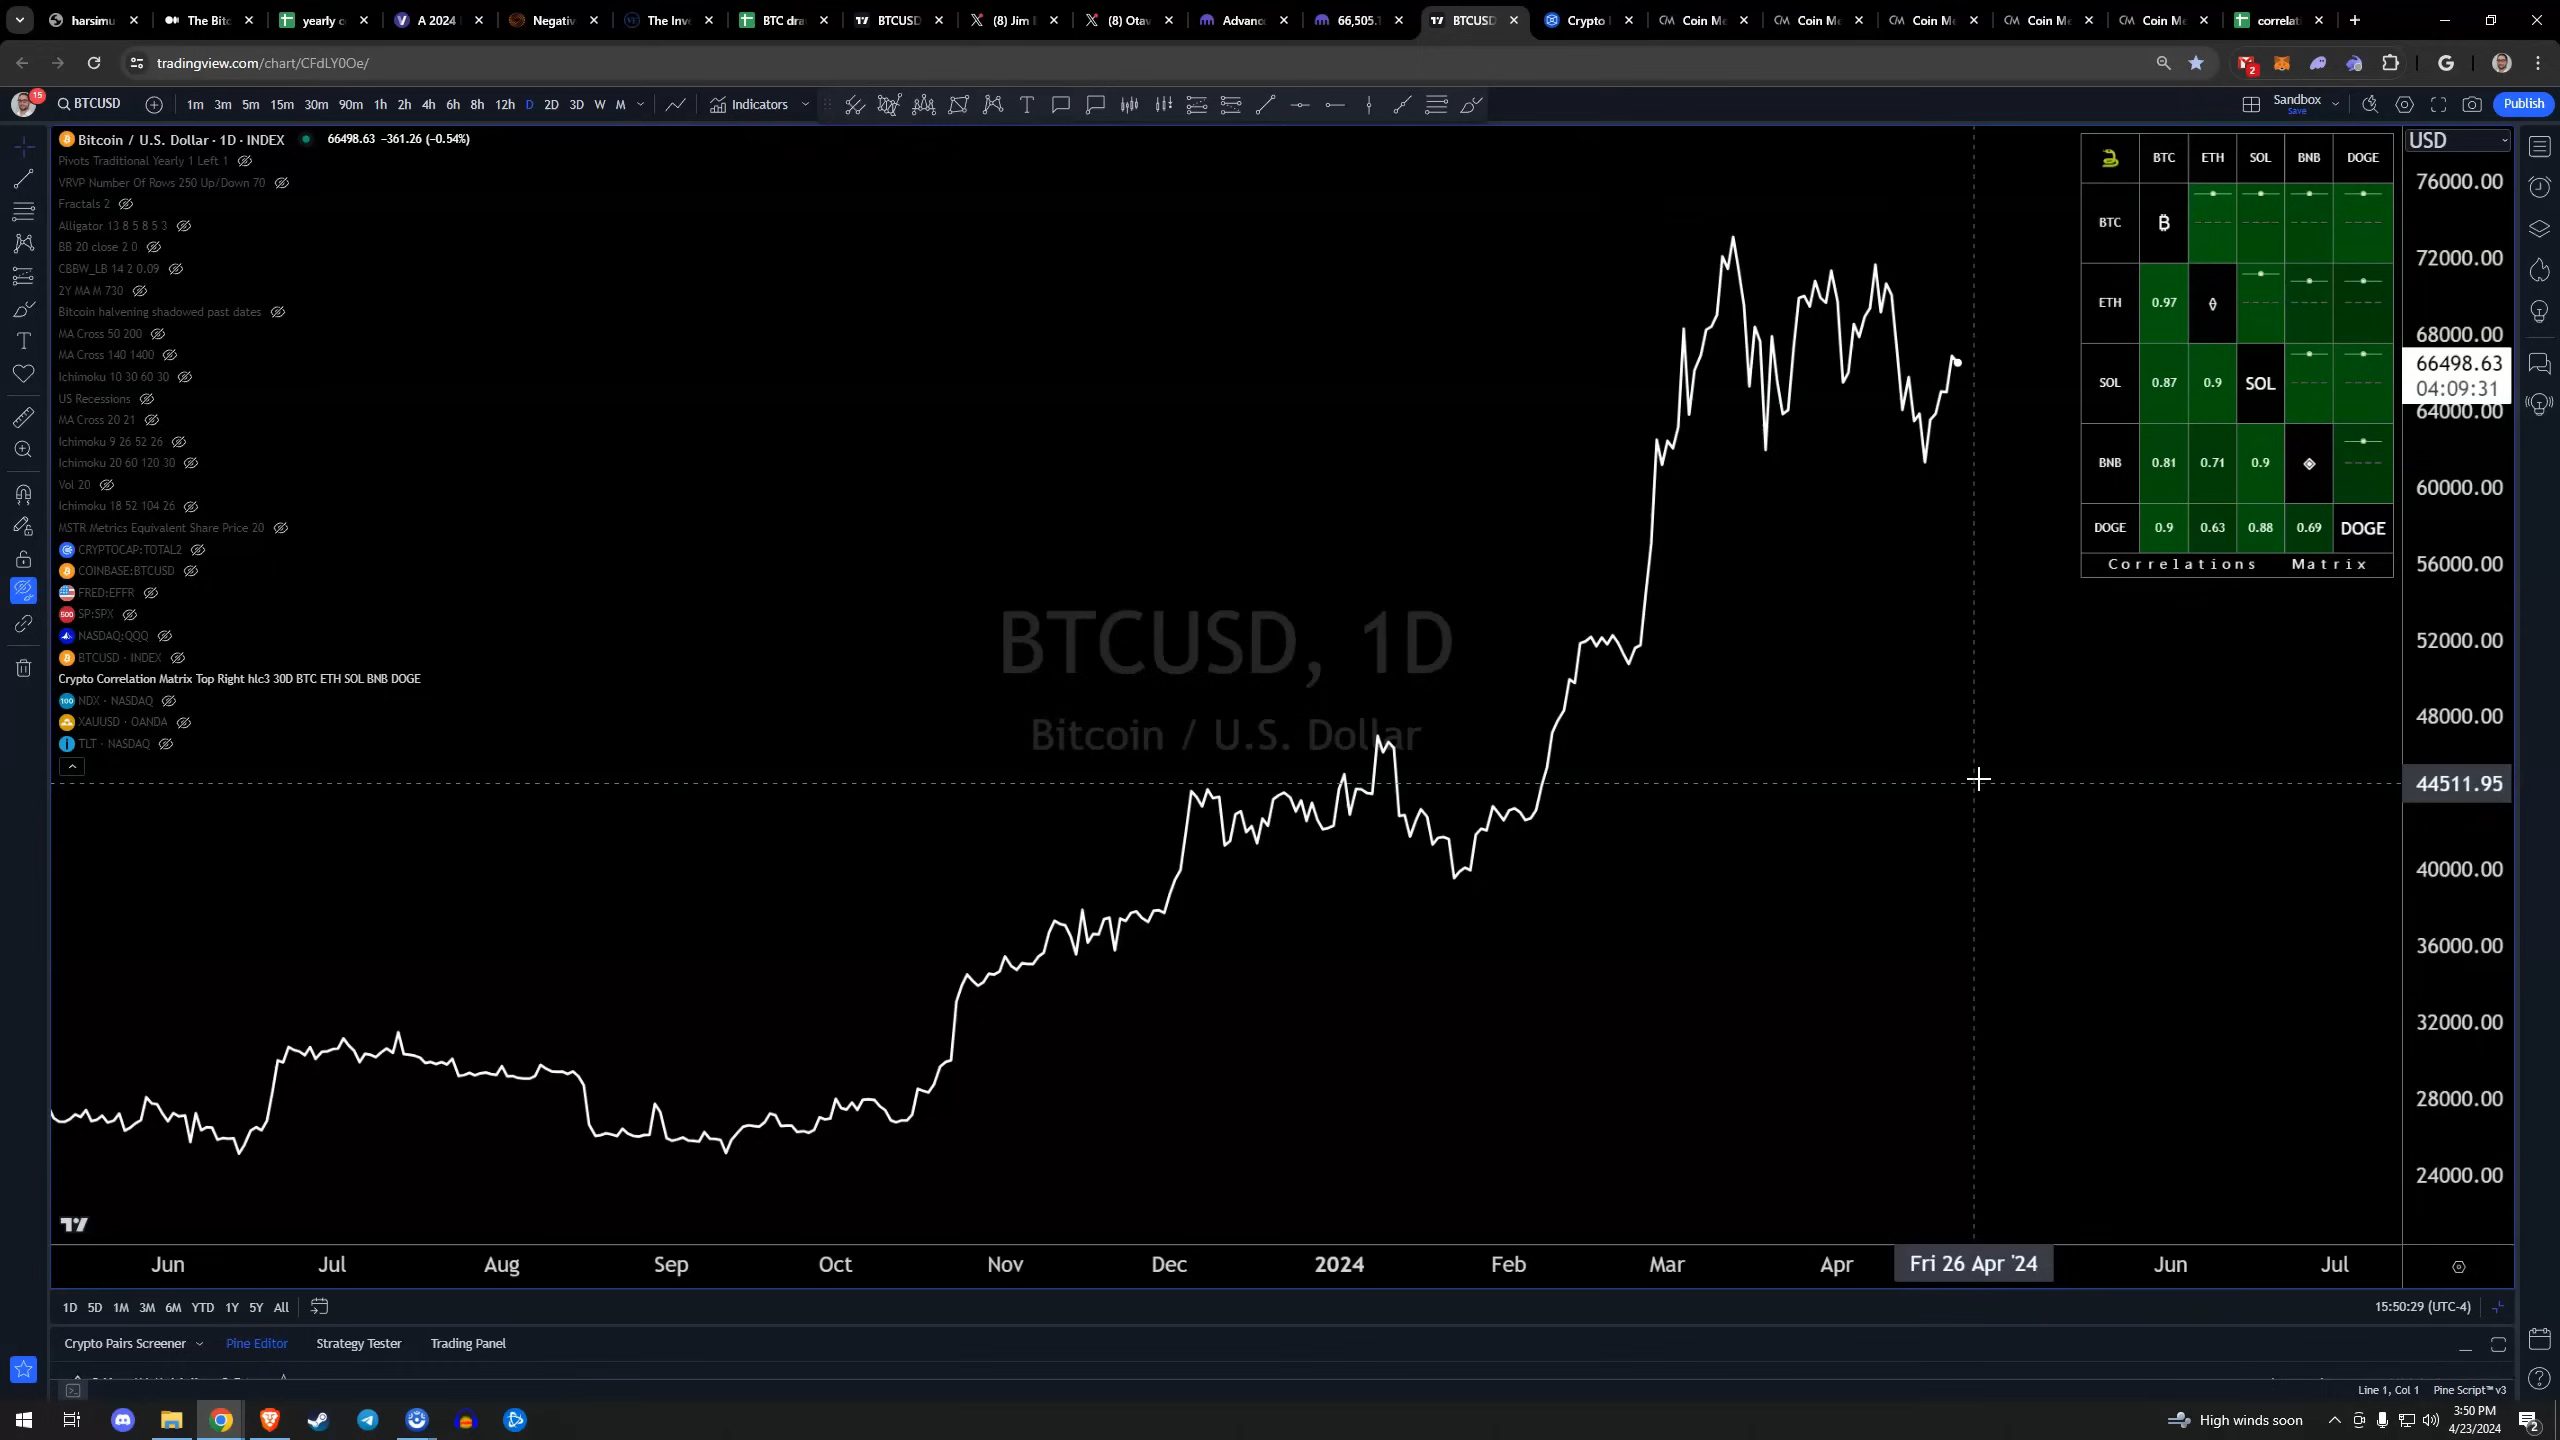 harsimu
The Bitc
yearly c
A 2024
Negativ
The Inve
BTC dra
BTCUSD
(8) Jim
(8) Otav
Advanc
66,505.
BTCUSD
Crypto
Coin Me
Coin Me
Coin Me
Coin Me
Coin Me
correlat
tradingview.com/chart/CFdLY0Oe/
2
15
BTCUSD
1m 3m 5m 15m 30m 90m 1h 2h 4h 6h 8h 12h D 2D 3D W M
Indicators
Sandbox
Save
Publish
Bitcoin / U.S. Dollar · 1D · INDEX 66498.63 −361.26 (−0.54%)
Pivots Traditional Yearly 1 Left 1
VRVP Number Of Rows 250 Up/Down 70
Fractals 2
Alligator 13 8 5 8 5 3
BB 20 close 2 0
CBBW_LB 14 2 0.09
2Y MA M 730
Bitcoin halvening shadowed past dates
MA Cross 50 200
MA Cross 140 1400
Ichimoku 10 30 60 30
US Recessions
MA Cross 20 21
Ichimoku 9 26 52 26
Ichimoku 20 60 120 30
Vol 20
Ichimoku 18 52 104 26
MSTR Metrics Equivalent Share Price 20
CRYPTOCAP:TOTAL2
COINBASE:BTCUSD
FRED:EFFR
500 SP:SPX
NASDAQ:QQQ
BTCUSD · INDEX
Crypto Correlation Matrix Top Right hlc3 30D BTC ETH SOL BNB DOGE
100 NDX · NASDAQ
XAUUSD · OANDA
TLT · NASDAQ
BTCUSD, 1D
Bitcoin / U.S. Dollar
BTC ETH SOL BNB DOGE
BTC ₿
ETH 0.97
SOL 0.87 0.9 SOL
BNB 0.81 0.71 0.9
DOGE 0.9 0.63 0.88 0.69 DOGE
Correlations Matrix
USD
76000.00
72000.00
68000.00
66498.63
04:09:31
64000.00
60000.00
56000.00
52000.00
48000.00
44511.95
40000.00
36000.00
32000.00
28000.00
24000.00
Jun Jul Aug Sep Oct Nov Dec 2024 Feb Mar Apr Fri 26 Apr '24 Jun Jul
1D 5D 1M 3M 6M YTD 1Y 5Y All
15:50:29 (UTC-4)
Crypto Pairs Screener Pine Editor Strategy Tester Trading Panel
Line 1, Col 1 Pine Script™ v3
High winds soon
3:50 PM
4/23/2024
2